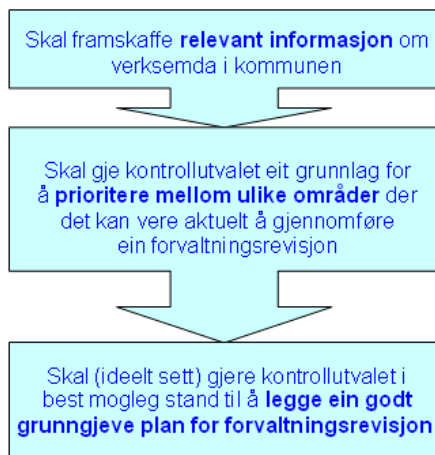 Skal framskaffe relevant informasjon om
verksemda i kommunen
Skal gje kontrollutvalet eit grunnlag for
å prioritere mellom ulike områder der
det kan vere aktuelt å gjennomføre
ein forvaltningsrevisjon
Skal (ideelt sett) gjere kontrollutvalet i
best mogleg stand til å legge ein godt
grunngjeve plan for forvaltningsrevisjon